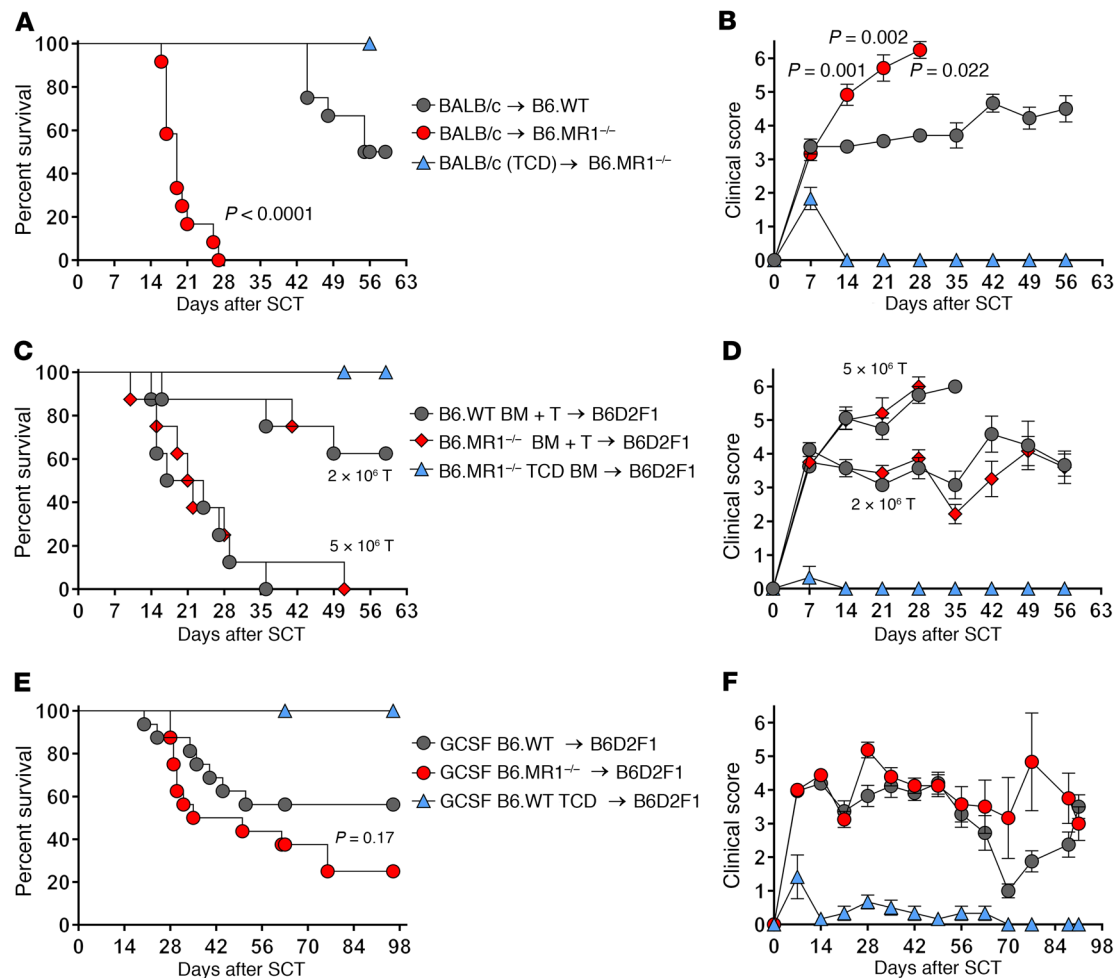 A
Percent survival
100
80
60
40
20
0
0 7 14 21 28 35 42 49 56 63
Days after SCT
P < 0.0001
BALB/c → B6.WT
BALB/c → B6.MR1⁻/⁻
BALB/c (TCD) → B6.MR1⁻/⁻
B
Clinical score
6
5
4
3
2
1
0
0 7 14 21 28 35 42 49 56 63
Days after SCT
P = 0.002
P = 0.001
P = 0.022
C
Percent survival
100
80
60
40
20
0
0 7 14 21 28 35 42 49 56 63
Days after SCT
2 × 10⁶ T
5 × 10⁶ T
B6.WT BM + T → B6D2F1
B6.MR1⁻/⁻ BM + T → B6D2F1
B6.MR1⁻/⁻ TCD BM → B6D2F1
D
Clinical score
6
5
4
3
2
1
0
0 7 14 21 28 35 42 49 56 63
Days after SCT
5 × 10⁶ T
2 × 10⁶ T
E
Percent survival
100
80
60
40
20
0
0 14 28 42 56 70 84 98
Days after SCT
P = 0.17
GCSF B6.WT → B6D2F1
GCSF B6.MR1⁻/⁻ → B6D2F1
GCSF B6.WT TCD → B6D2F1
F
Clinical score
6
5
4
3
2
1
0
0 14 28 42 56 70 84 98
Days after SCT